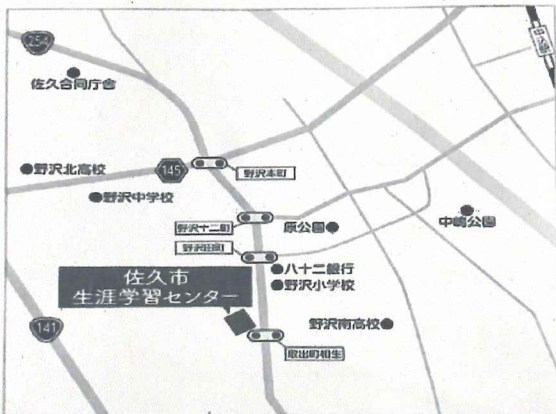 254
佐久合同庁舎
野沢北高校
145
野沢本町
野沢中学校
野沢十二町
原公園
中嶋公園
野沢田町
八十二銀行
野沢小学校
佐久市
生涯学習センター
141
野沢南高校
取出町相生